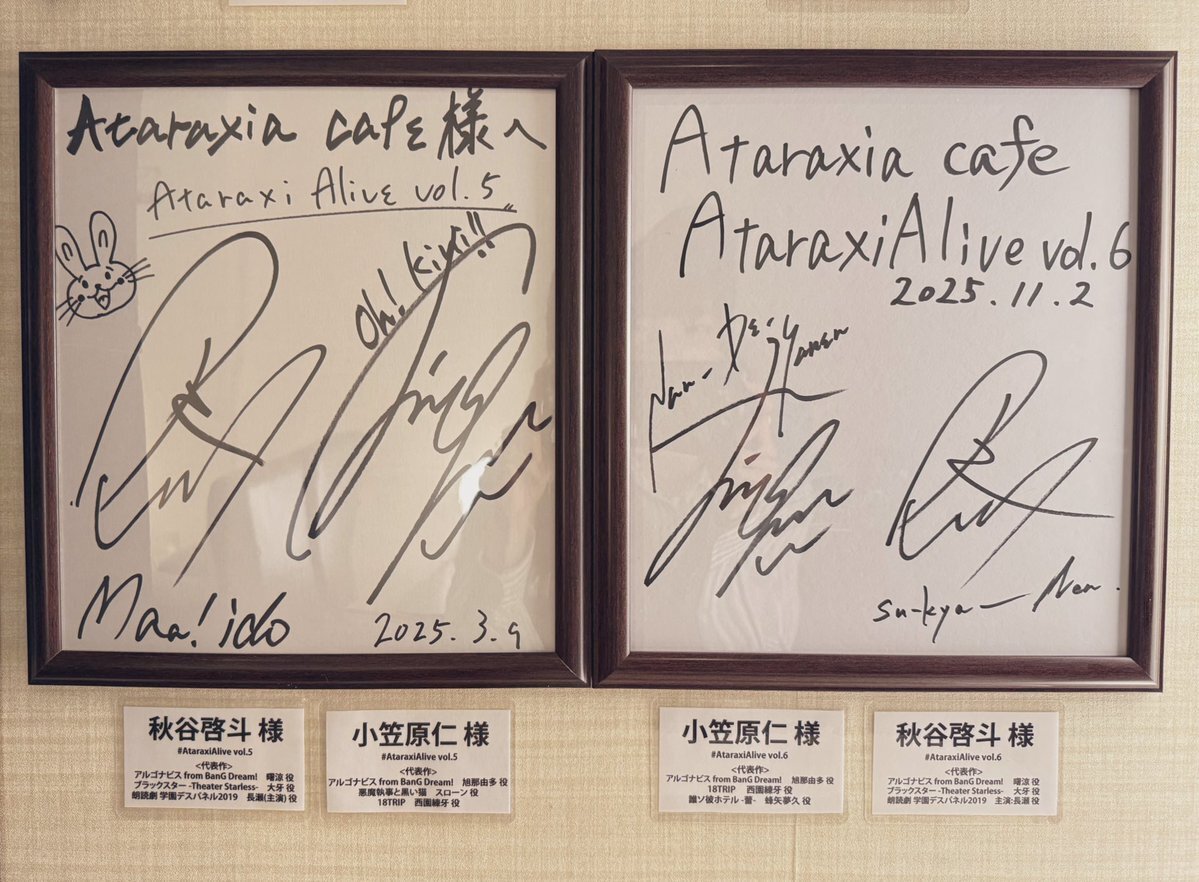 Ataraxia cafe 様へ
Ataraxi Alive vol.5
Oh! Kiri!!
Maa! ido
2025.3.9
Ataraxia cafe
AtaraxiAlive vol.6
2025.11.2
su-kya-
秋谷啓斗 様
#AtaraxiAlive vol.5
<代表作>
アルゴナビス from BanG Dream! 曙涼 役
ブラックスター -Theater Starless- 大牙 役
朗読劇 学園デスパネル2019 長瀬(主演) 役
小笠原仁 様
#AtaraxiAlive vol.5
<代表作>
アルゴナビス from BanG Dream! 旭那由多 役
悪魔執事と黒い猫 スローン 役
18TRIP 西園練牙 役
小笠原仁 様
#AtaraxiAlive vol.6
<代表作>
アルゴナビス from BanG Dream! 旭那由多 役
18TRIP 西園練牙 役
誰ソ彼ホテル -蕾- 蜂矢夢久 役
秋谷啓斗 様
#AtaraxiAlive vol.6
<代表作>
アルゴナビス from BanG Dream! 曙涼 役
ブラックスター -Theater Starless- 大牙 役
朗読劇 学園デスパネル2019 主演:長瀬 役